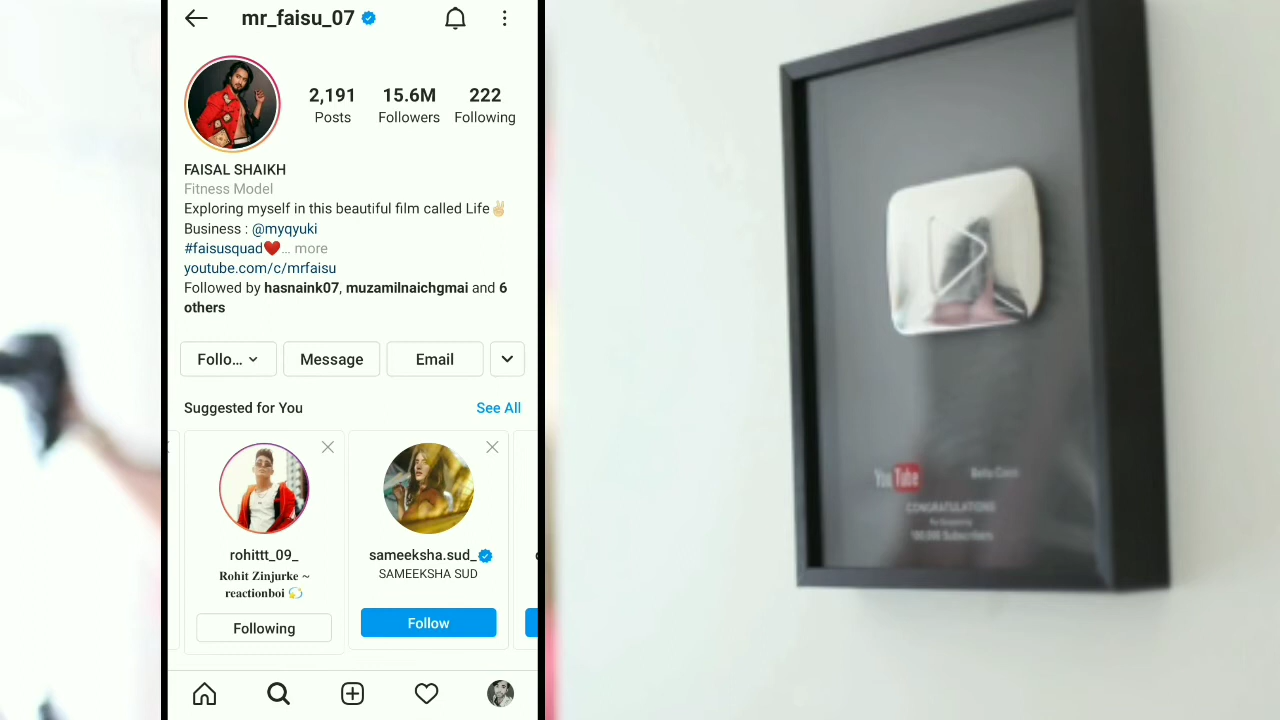 mr_faisu_07
2,191 15.6M 222
Posts Followers Following
FAISAL SHAIKH
Fitness Model
Exploring myself in this beautiful film called Life✌🏼
Business : @myqyuki
#faisusquad❤️... more
youtube.com/c/mrfaisu
Followed by hasnaink07, muzamilnaichgmai and 6
others
Follo... Message Email
Suggested for You See All
rohittt_09_
Rohit Zinjurke ~
reactionboi 💫
Following
sameeksha.sud_
SAMEEKSHA SUD
Follow
YouTube
CONGRATULATIONS